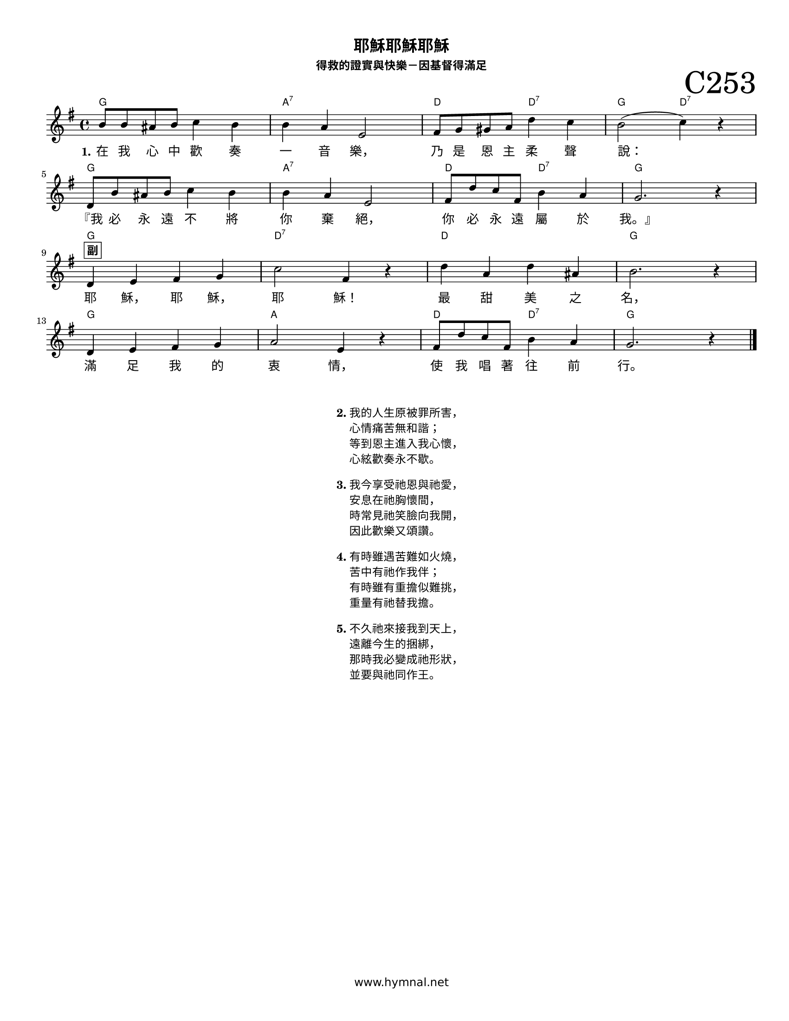 耶穌耶穌耶穌
得救的證實與快樂－因基督得滿足
C253
G A7 D D7 G D7
1. 在 我 心 中 歡 奏 一 音 樂， 乃 是 恩 主 柔 聲 說：
5 G A7 D D7 G
『我 必 永 遠 不 將 你 棄 絕， 你 必 永 遠 屬 於 我。』
9 G D7 D G
副
耶 穌， 耶 穌， 耶 穌！ 最 甜 美 之 名，
13 G A D D7 G
滿 足 我 的 衷 情， 使 我 唱 著 往 前 行。
2. 我的人生原被罪所害，
心情痛苦無和諧；
等到恩主進入我心懷，
心絃歡奏永不歇。
3. 我今享受祂恩與祂愛，
安息在祂胸懷間，
時常見祂笑臉向我開，
因此歡樂又頌讚。
4. 有時雖遇苦難如火燒，
苦中有祂作我伴；
有時雖有重擔似難挑，
重量有祂替我擔。
5. 不久祂來接我到天上，
遠離今生的捆綁，
那時我必變成祂形狀，
並要與祂同作王。
www.hymnal.net